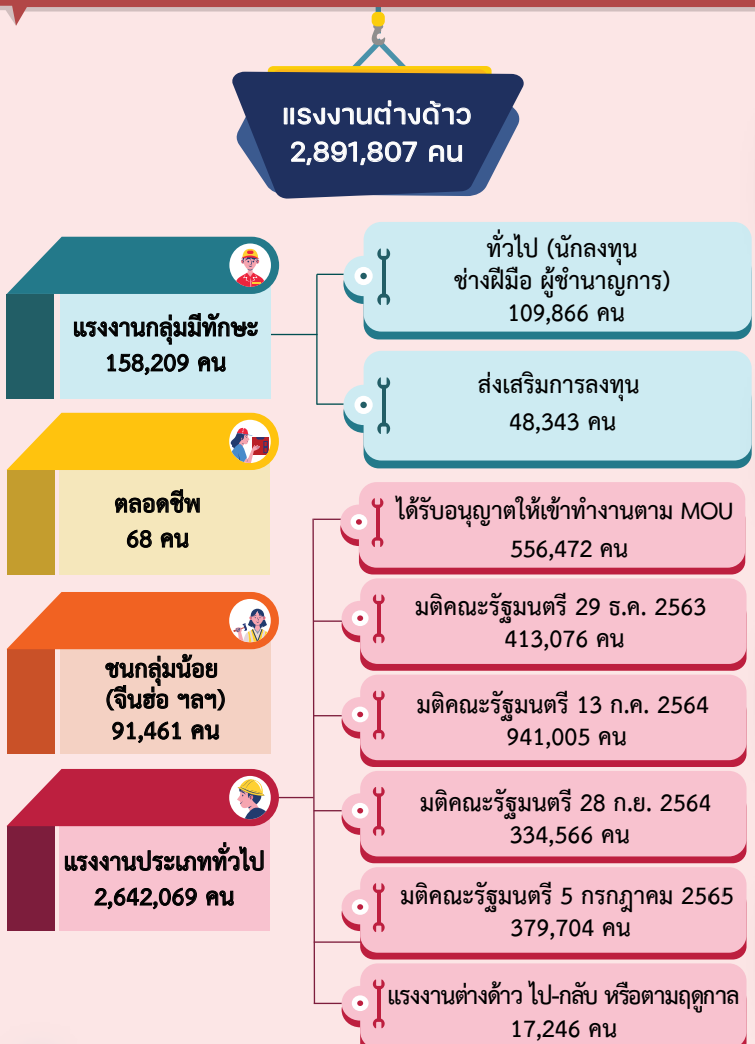 แรงงานต่างด้าว
2,891,807 คน
แรงงานกลุ่มมีทักษะ
158,209 คน
ทั่วไป (นักลงทุน
ช่างฝีมือ ผู้ชำนาญการ)
109,866 คน
ส่งเสริมการลงทุน
48,343 คน
ตลอดชีพ
68 คน
ชนกลุ่มน้อย
(จีนฮ่อ ฯลฯ)
91,461 คน
แรงงานประเภททั่วไป
2,642,069 คน
ได้รับอนุญาตให้เข้าทำงานตาม MOU
556,472 คน
มติคณะรัฐมนตรี 29 ธ.ค. 2563
413,076 คน
มติคณะรัฐมนตรี 13 ก.ค. 2564
941,005 คน
มติคณะรัฐมนตรี 28 ก.ย. 2564
334,566 คน
มติคณะรัฐมนตรี 5 กรกฎาคม 2565
379,704 คน
แรงงานต่างด้าว ไป-กลับ หรือตามฤดูกาล
17,246 คน